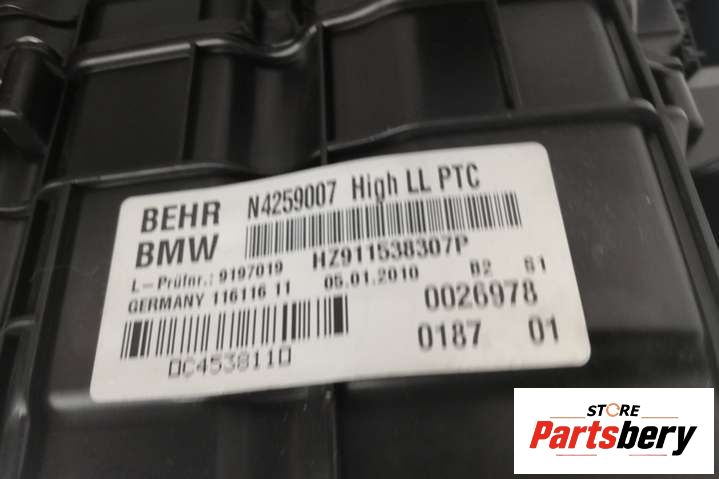 BEHR N4259007 High LL PTC
BMW HZ911538307P
L-Prüfnr.: 9197019 05.01.2010 B2 S1
GERMANY 116116 11 0026978
0C4538110 0187 01
STORE
Partsbery